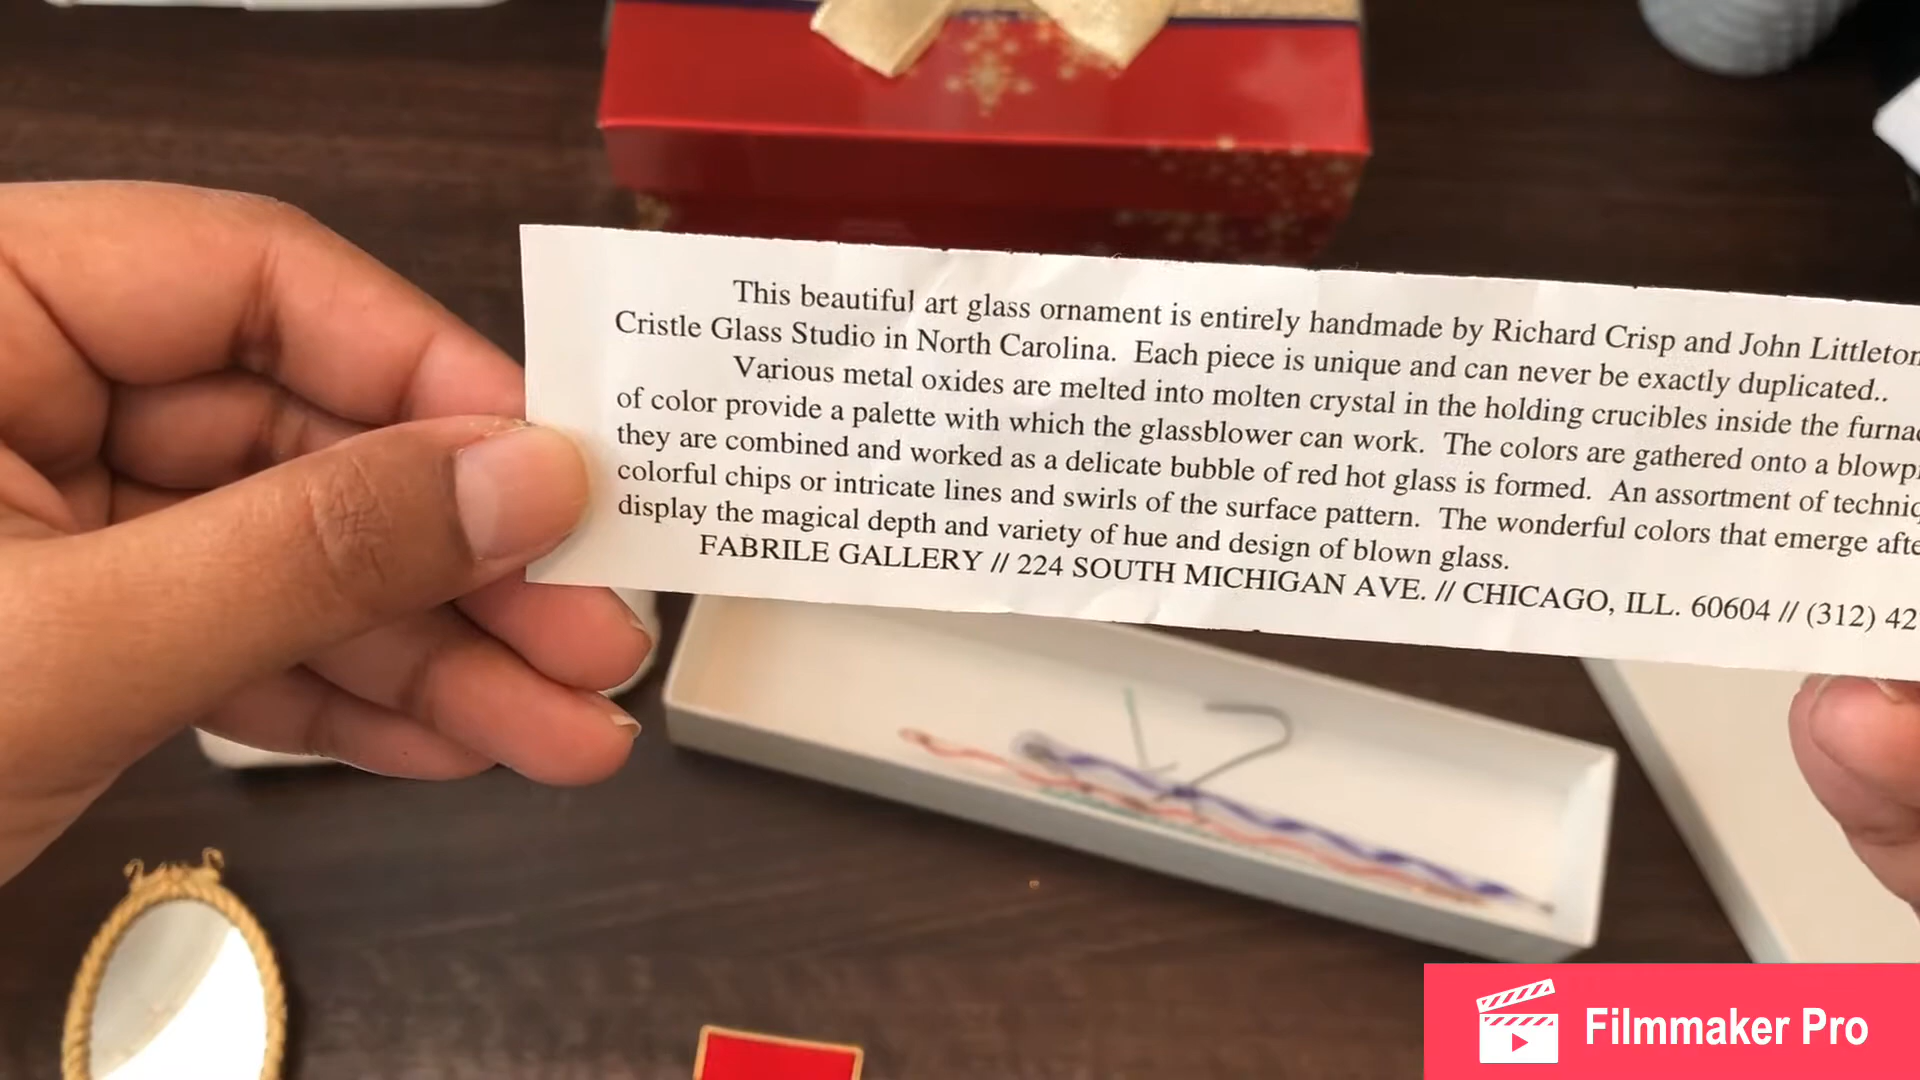 This beautiful art glass ornament is entirely handmade by Richard Crisp and John Littleton
Cristle Glass Studio in North Carolina. Each piece is unique and can never be exactly duplicated..
Various metal oxides are melted into molten crystal in the holding crucibles inside the
of color provide a palette with which the glassblower can work. The colors are gathered onto a
they are combined and worked as a delicate bubble of red hot glass is formed. An assortment of
colorful chips or intricate lines and swirls of the surface pattern. The wonderful colors that emerge
display the magical depth and variety of hue and design of blown glass.
FABRILE GALLERY // 224 SOUTH MICHIGAN AVE. // CHICAGO, ILL. 60604 // (312) 42
Filmmaker Pro